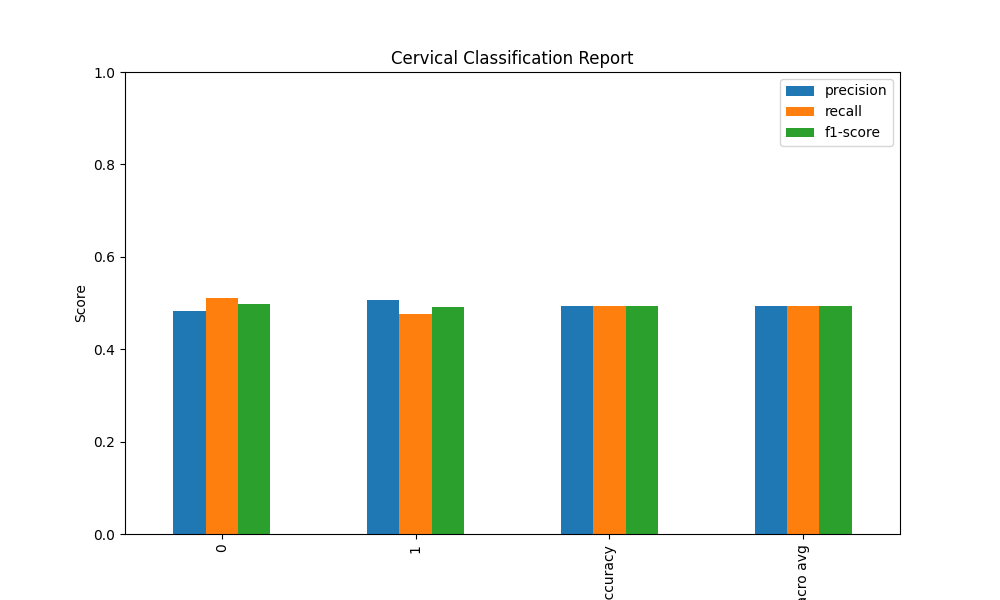 Cervical Classification Report
precision
recall
f1-score
1.0
0.8
0.6
0.4
0.2
0.0
Score
0
1
ccuracy
acro avg